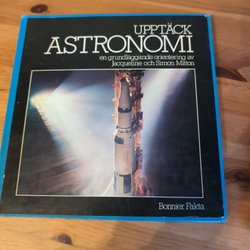 UPPTÄCK
ASTRONOMI
en grundläggande orientering av
Jacqueline och Simon Mitton
Bonnier Fakta